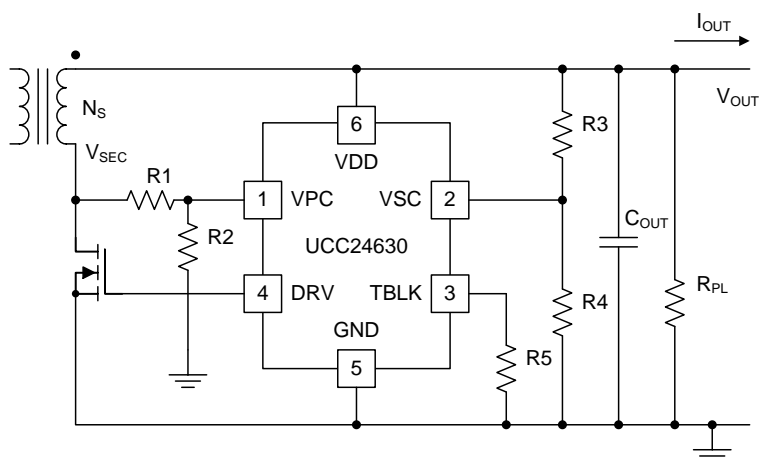 I_OUT
V_OUT
N_S
V_SEC
R1
R2
R3
6
VDD
1
VPC
VSC
2
UCC24630
C_OUT
4
DRV
TBLK
3
R4
R_PL
GND
5
R5